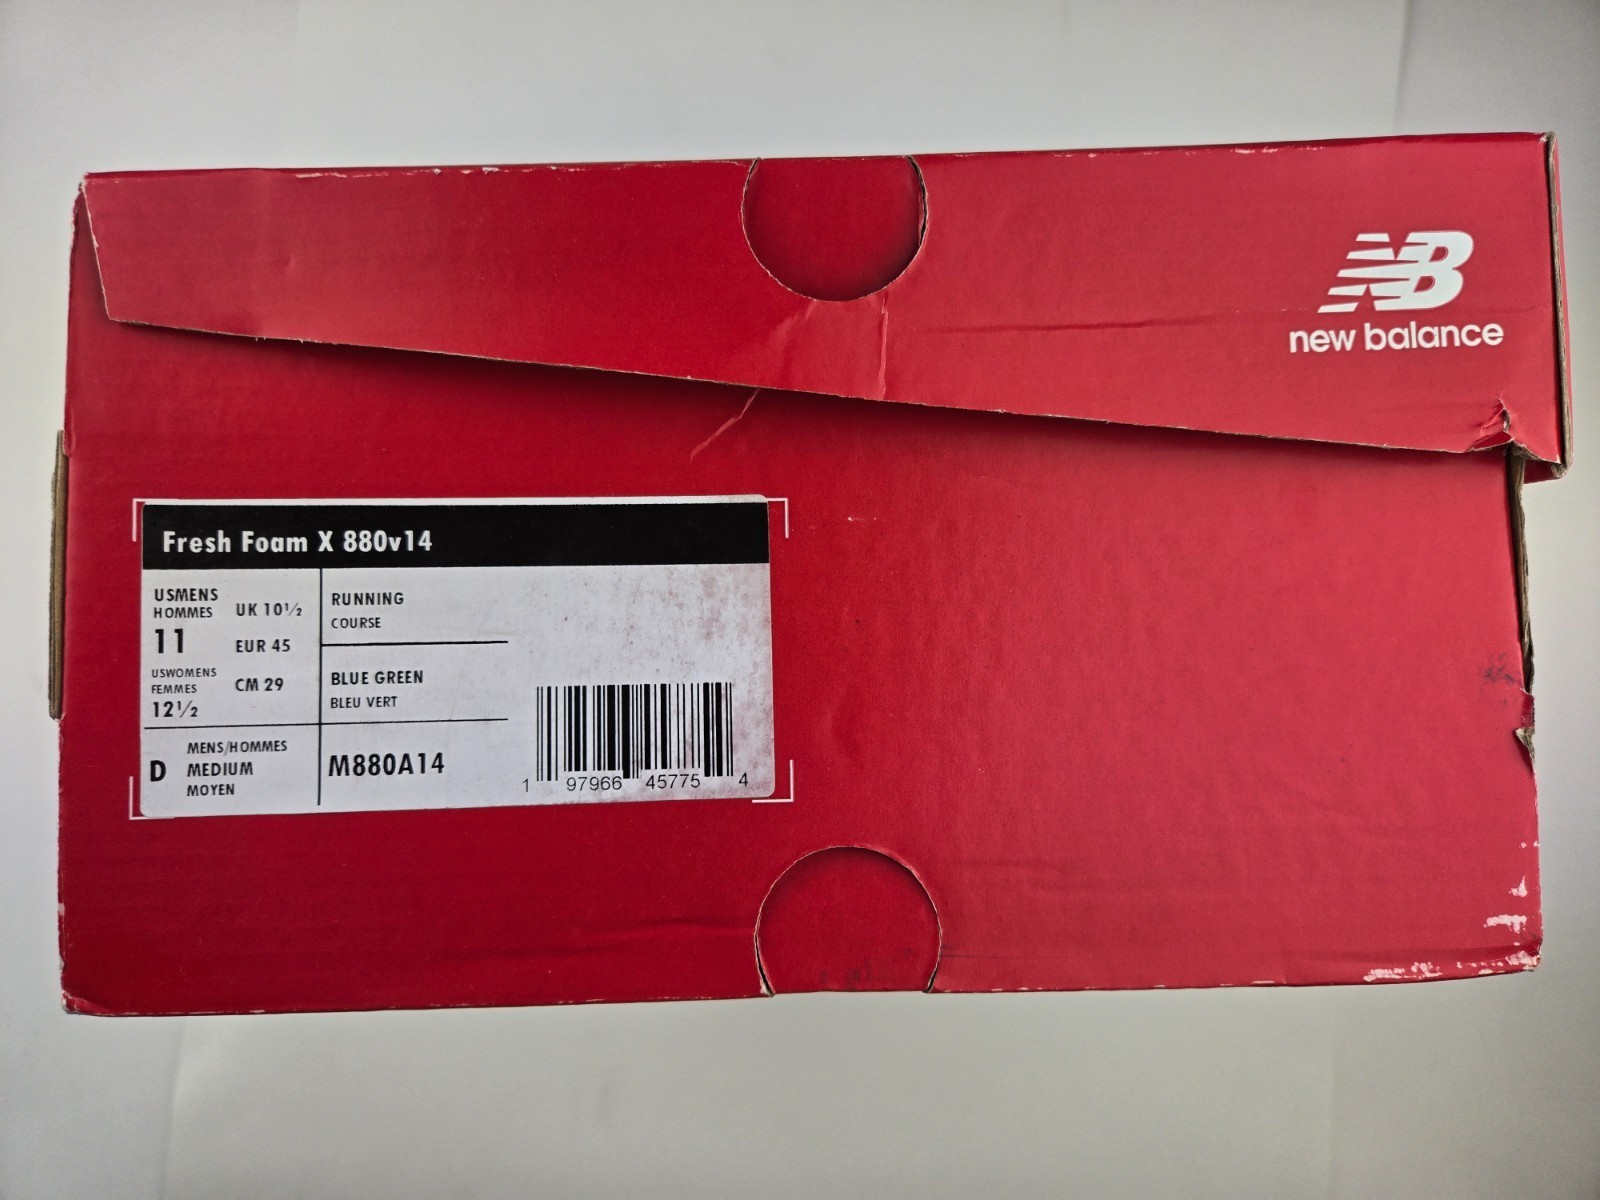 NB
new balance
Fresh Foam X 880v14
USMENS
HOMMES
11
USWOMENS
FEMMES
12½
UK 10½
EUR 45
CM 29
RUNNING
COURSE
BLUE GREEN
BLEU VERT
D
MENS/HOMMES
MEDIUM
MOYEN
M880A14
1 97966 45775 4